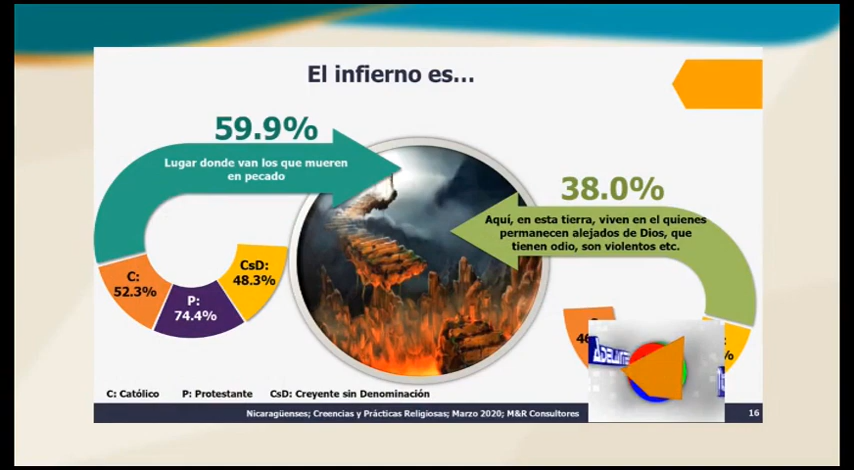 El infierno es...
59.9%
Lugar donde van los que mueren
en pecado
38.0%
Aquí, en esta tierra, viven en el quienes
permanecen alejados de Dios, que
tienen odio, son violentos etc.
C:
52.3%
P:
74.4%
CsD:
48.3%
46
%
C: Católico P: Protestante CsD: Creyente sin Denominación
Nicaragüenses; Creencias y Prácticas Religiosas; Marzo 2020; M&R Consultores
16